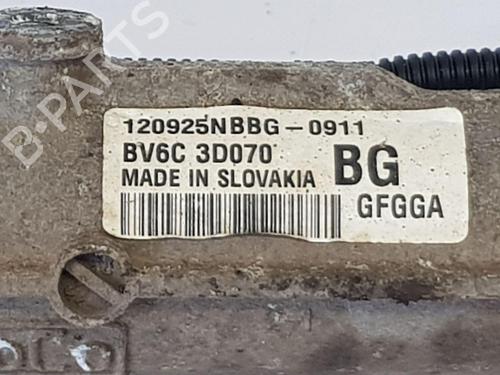 B-PARTS
120925NBBG-0911
BV6C 3D070 BG
MADE IN SLOVAKIA
GFGGA